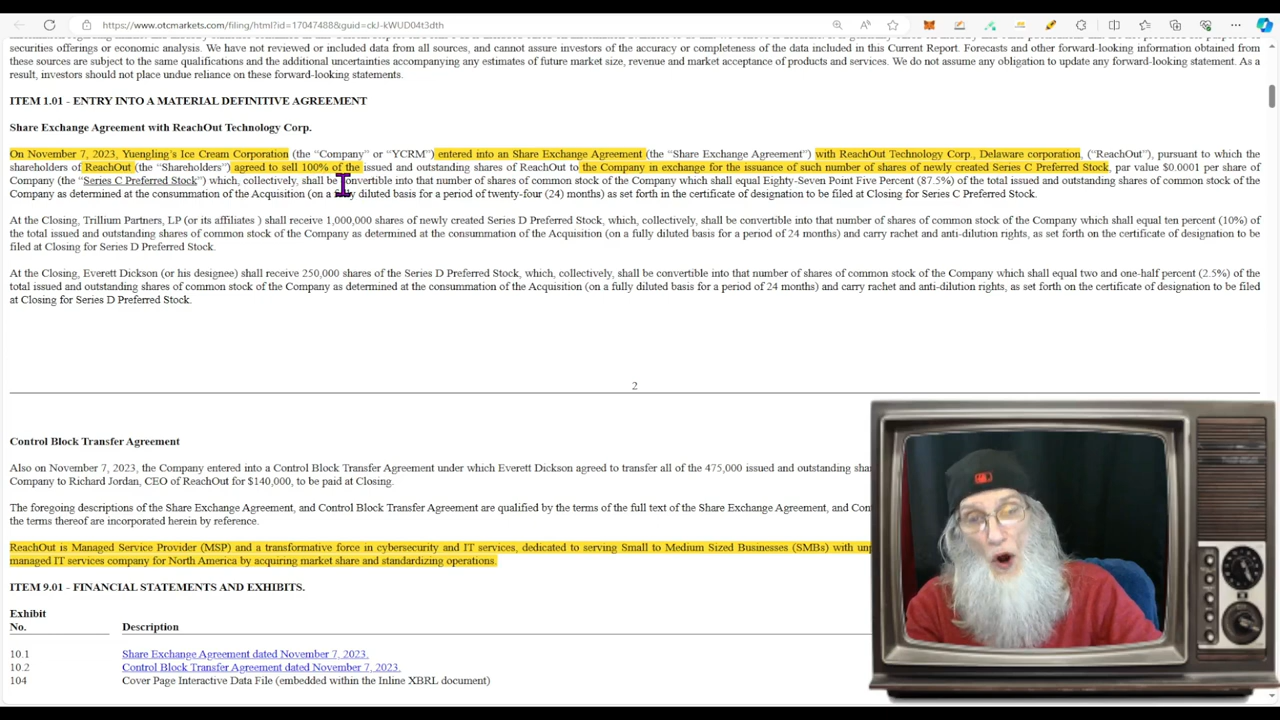 https://www.otcmarkets.com/filing/html?id=17047488&guid=ckJ-kWUD04t3dth
securities offerings or economic analysis. We have not reviewed or included data from all sources, and cannot assure investors of the accuracy or completeness of the data included in this Current Report. Forecasts and other forward-looking information obtained from
these sources are subject to the same qualifications and the additional uncertainties accompanying any estimates of future market size, revenue and market acceptance of products and services. We do not assume any obligation to update any forward-looking statement. As a
result, investors should not place undue reliance on these forward-looking statements.
ITEM 1.01 - ENTRY INTO A MATERIAL DEFINITIVE AGREEMENT
Share Exchange Agreement with ReachOut Technology Corp.
On November 7, 2023, Yuengling's Ice Cream Corporation (the “Company” or “YCRM”) entered into an Share Exchange Agreement (the “Share Exchange Agreement”) with ReachOut Technology Corp., Delaware corporation, (“ReachOut”), pursuant to which the
shareholders of ReachOut (the “Shareholders”) agreed to sell 100% of the issued and outstanding shares of ReachOut to the Company in exchange for the issuance of such number of shares of newly created Series C Preferred Stock, par value $0.0001 per share of
Company (the “Series C Preferred Stock”) which, collectively, shall be convertible into that number of shares of common stock of the Company which shall equal Eighty-Seven Point Five Percent (87.5%) of the total issued and outstanding shares of common stock of the
Company as determined at the consummation of the Acquisition (on a fully diluted basis for a period of twenty-four (24) months) as set forth in the certificate of designation to be filed at Closing for Series C Preferred Stock.
At the Closing, Trillium Partners, LP (or its affiliates ) shall receive 1,000,000 shares of newly created Series D Preferred Stock, which, collectively, shall be convertible into that number of shares of common stock of the Company which shall equal ten percent (10%) of
the total issued and outstanding shares of common stock of the Company as determined at the consummation of the Acquisition (on a fully diluted basis for a period of 24 months) and carry rachet and anti-dilution rights, as set forth on the certificate of designation to be
filed at Closing for Series D Preferred Stock.
At the Closing, Everett Dickson (or his designee) shall receive 250,000 shares of the Series D Preferred Stock, which, collectively, shall be convertible into that number of shares of common stock of the Company which shall equal two and one-half percent (2.5%) of the
total issued and outstanding shares of common stock of the Company as determined at the consummation of the Acquisition (on a fully diluted basis for a period of 24 months) and carry rachet and anti-dilution rights, as set forth on the certificate of designation to be filed
at Closing for Series D Preferred Stock.
2
Control Block Transfer Agreement
Also on November 7, 2023, the Company entered into a Control Block Transfer Agreement under which Everett Dickson agreed to transfer all of the 475,000 issued and outstanding
Company to Richard Jordan, CEO of ReachOut for $140,000, to be paid at Closing.
The foregoing descriptions of the Share Exchange Agreement, and Control Block Transfer Agreement are qualified by the terms of the full text of the Share Exchange Agreement, and
the terms thereof are incorporated herein by reference.
ReachOut is Managed Service Provider (MSP) and a transformative force in cybersecurity and IT services, dedicated to serving Small to Medium Sized Businesses (SMBs) with
managed IT services company for North America by acquiring market share and standardizing operations.
ITEM 9.01 - FINANCIAL STATEMENTS AND EXHIBITS.
Exhibit
No. Description
10.1 Share Exchange Agreement dated November 7, 2023.
10.2 Control Block Transfer Agreement dated November 7, 2023.
104 Cover Page Interactive Data File (embedded within the Inline XBRL document)